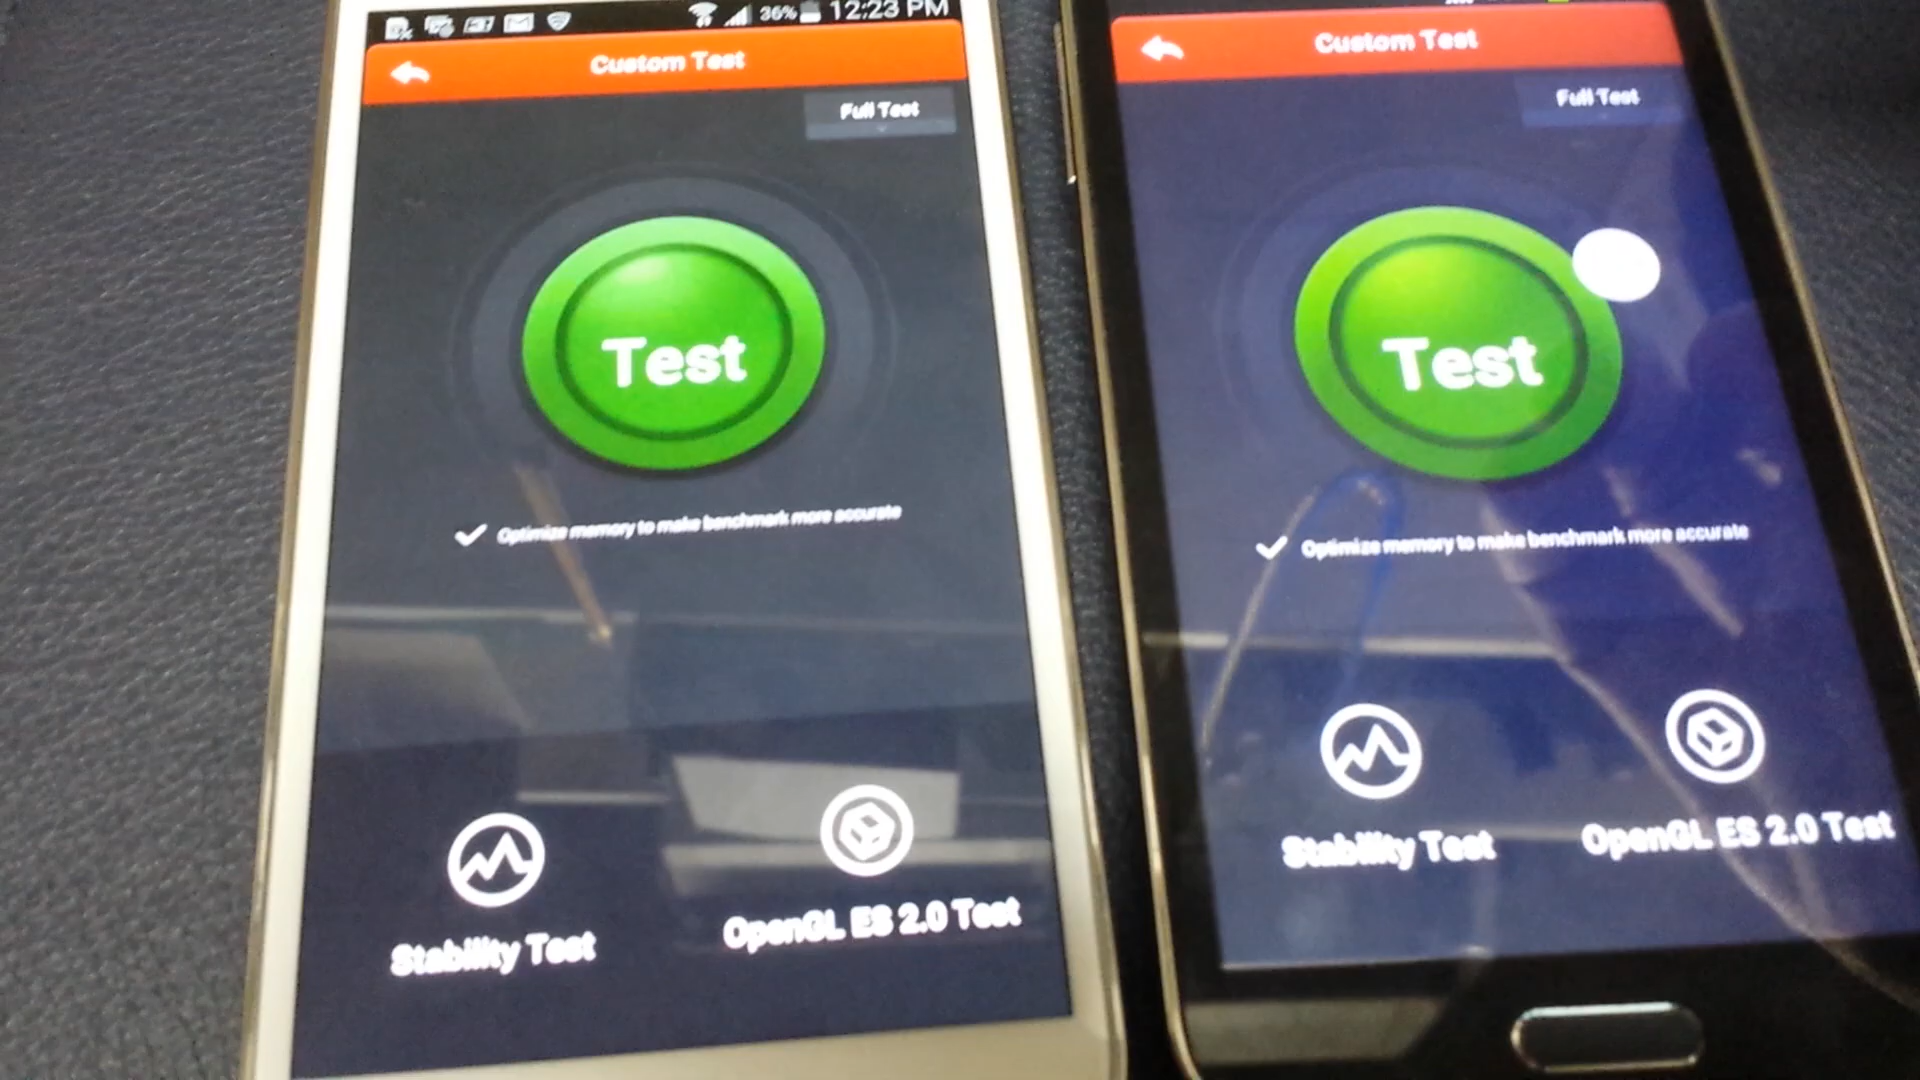 36% 12:23 PM
Custom Test
Full Test
Test
Optimize memory to make benchmark more accurate
Stability Test
OpenGL ES 2.0 Test
Custom Test
Full Test
Test
Optimize memory to make benchmark more accurate
Stability Test
OpenGL ES 2.0 Test